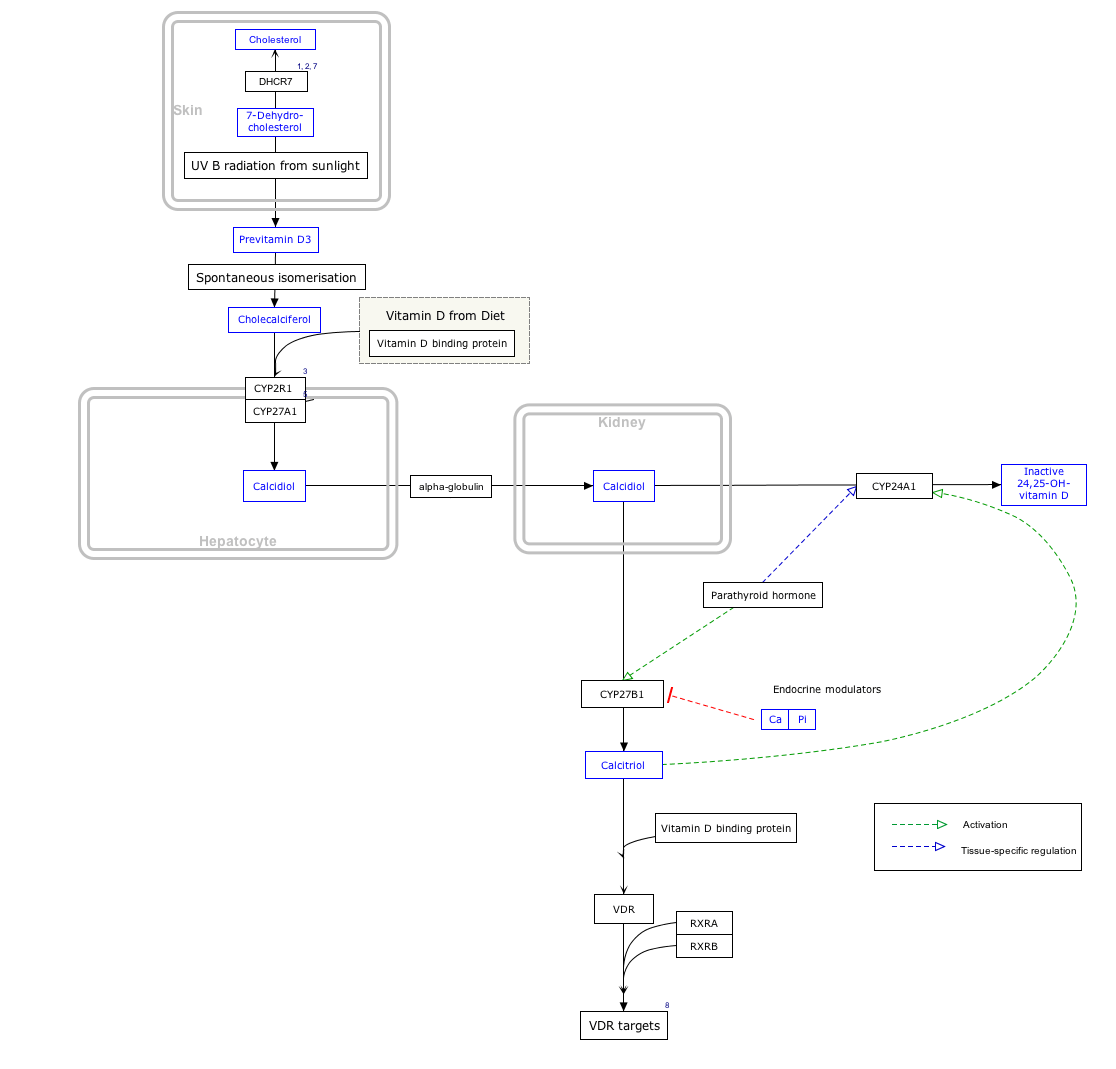 Cholesterol
1, 2, 7
DHCR7
Skin
7-Dehydro-
cholesterol
UV B radiation from sunlight
Previtamin D3
Spontaneous isomerisation
Cholecalciferol
Vitamin D from Diet
Vitamin D binding protein
3
CYP2R1
CYP27A1
Kidney
Calcidiol
alpha-globulin
Calcidiol
CYP24A1
Inactive
24,25-OH-
vitamin D
Hepatocyte
Parathyroid hormone
CYP27B1
Endocrine modulators
Ca
Pi
Calcitriol
Vitamin D binding protein
Activation
Tissue-specific regulation
VDR
RXRA
RXRB
8
VDR targets